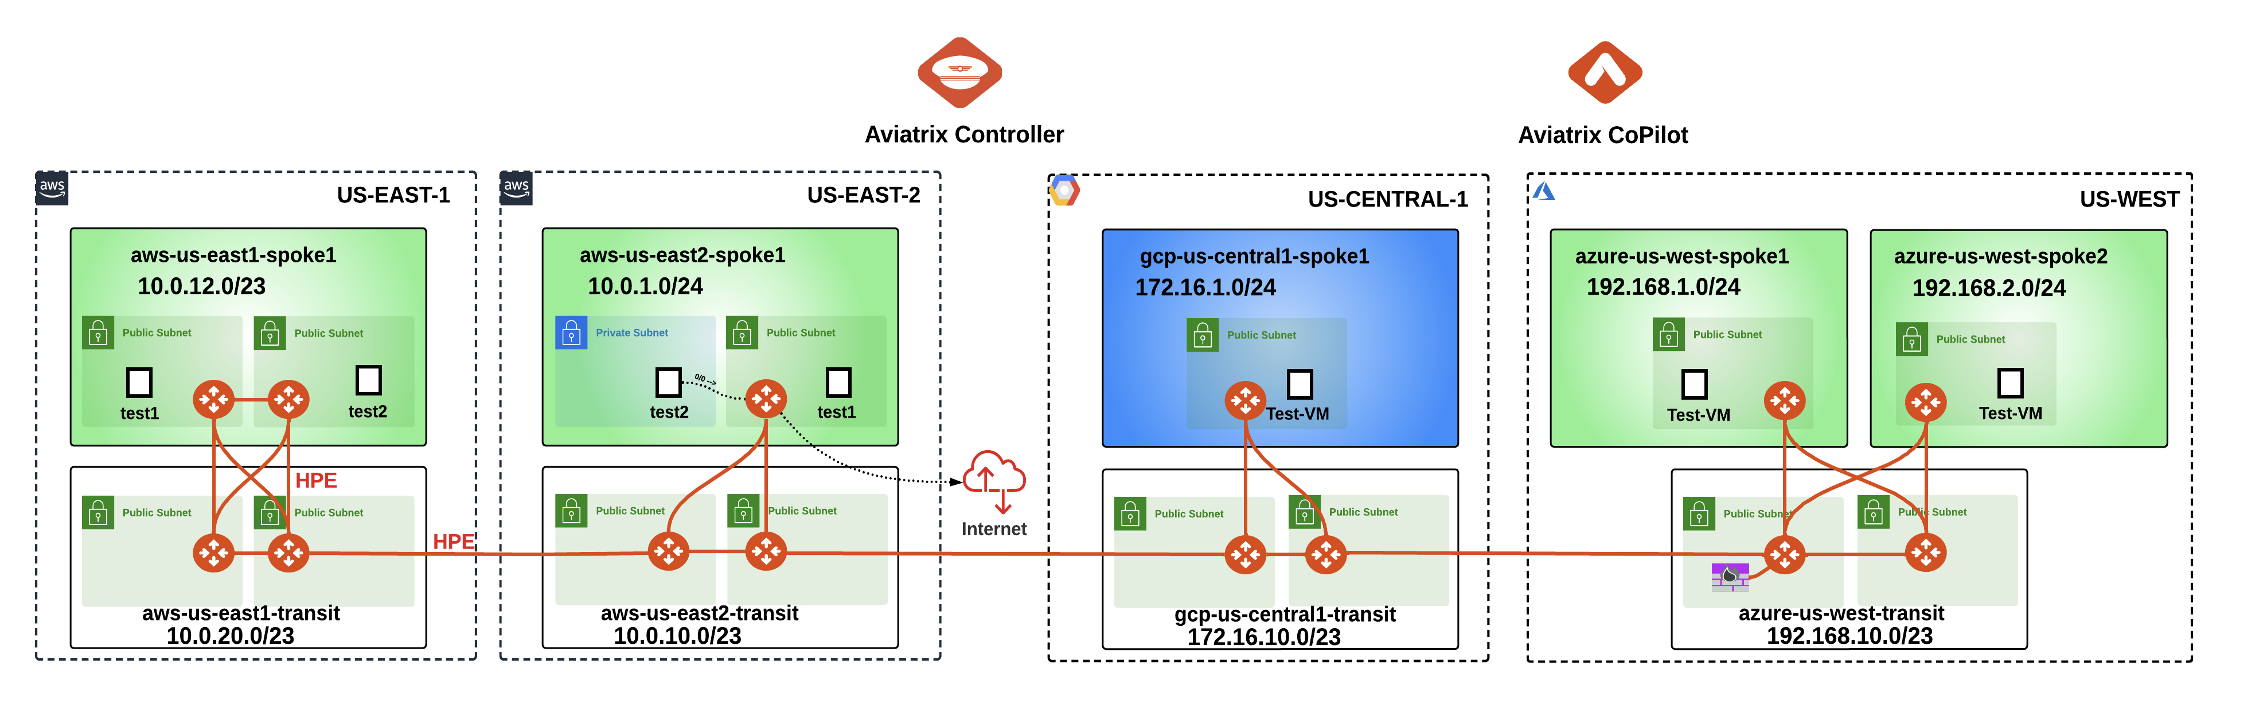 Aviatrix Controller
Aviatrix CoPilot
aws
US-EAST-1
aws-us-east1-spoke1
10.0.12.0/23
Public Subnet
Public Subnet
test1
test2
HPE
Public Subnet
Public Subnet
HPE
aws-us-east1-transit
10.0.20.0/23
aws
US-EAST-2
aws-us-east2-spoke1
10.0.1.0/24
Private Subnet
Public Subnet
0/0
test2
test1
Internet
Public Subnet
Public Subnet
aws-us-east2-transit
10.0.10.0/23
US-CENTRAL-1
gcp-us-central1-spoke1
172.16.1.0/24
Public Subnet
Test-VM
Public Subnet
Public Subnet
gcp-us-central1-transit
172.16.10.0/23
US-WEST
azure-us-west-spoke1
192.168.1.0/24
Public Subnet
Test-VM
azure-us-west-spoke2
192.168.2.0/24
Public Subnet
Test-VM
Public Subnet
Public Subnet
azure-us-west-transit
192.168.10.0/23